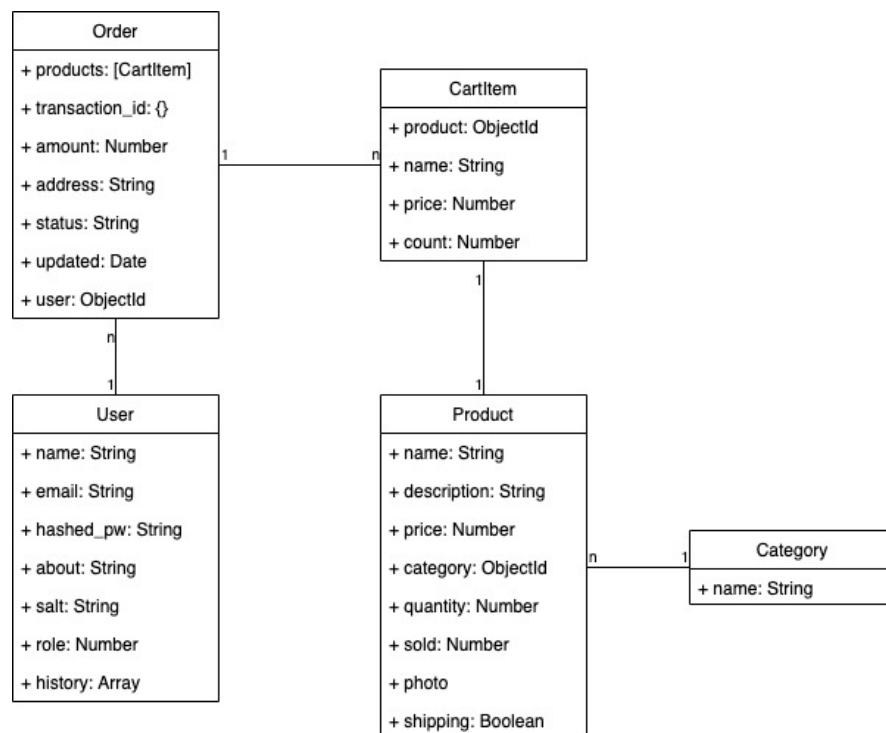 Order
+ products: [CartItem]
+ transaction_id: {}
+ amount: Number
+ address: String
+ status: String
+ updated: Date
+ user: ObjectId
1
n
CartItem
+ product: ObjectId
+ name: String
+ price: Number
+ count: Number
n
1
1
1
User
+ name: String
+ email: String
+ hashed_pw: String
+ about: String
+ salt: String
+ role: Number
+ history: Array
Product
+ name: String
+ description: String
+ price: Number
+ category: ObjectId
+ quantity: Number
+ sold: Number
+ photo
+ shipping: Boolean
n
1
Category
+ name: String